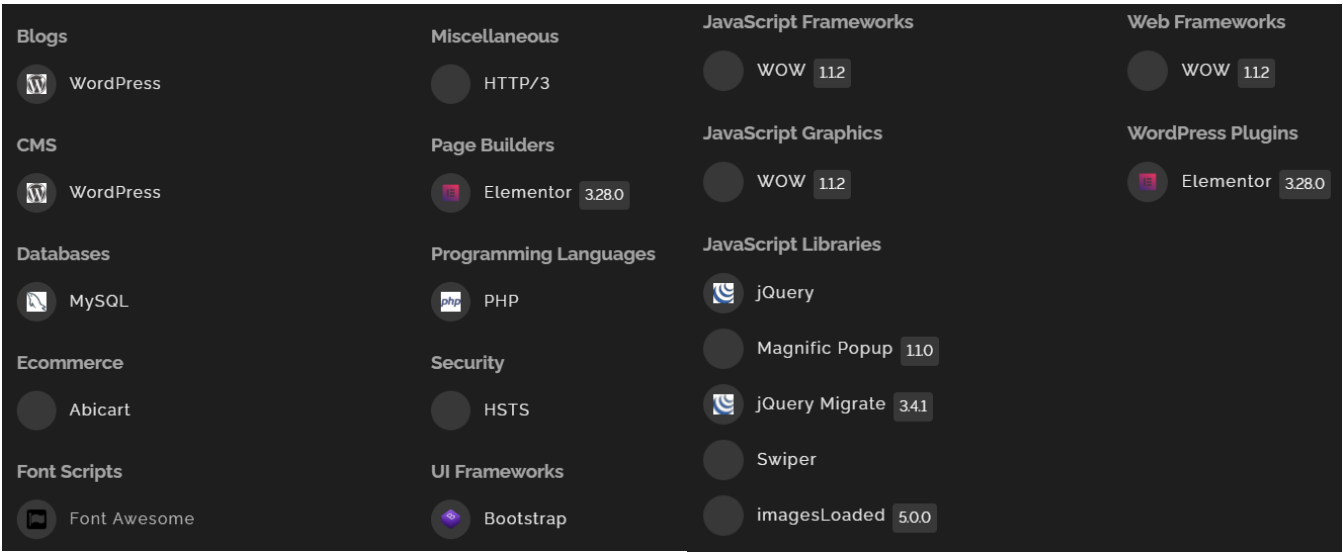 Blogs
WordPress
CMS
WordPress
Databases
MySQL
Ecommerce
Abicart
Font Scripts
Font Awesome
Miscellaneous
HTTP/3
Page Builders
Elementor 3.28.0
Programming Languages
php PHP
Security
HSTS
UI Frameworks
Bootstrap
JavaScript Frameworks
WOW 1.1.2
JavaScript Graphics
WOW 1.1.2
JavaScript Libraries
jQuery
Magnific Popup 1.1.0
jQuery Migrate 3.4.1
Swiper
imagesLoaded 5.0.0
Web Frameworks
WOW 1.1.2
WordPress Plugins
Elementor 3.28.0